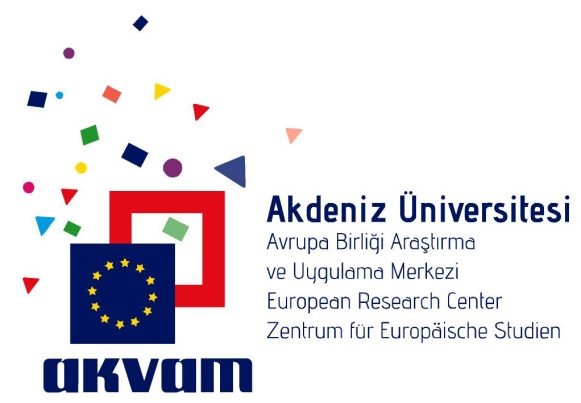 Akdeniz Üniversitesi
Avrupa Birliği Araştırma
ve Uygulama Merkezi
European Research Center
Zentrum für Europäische Studien
akvam